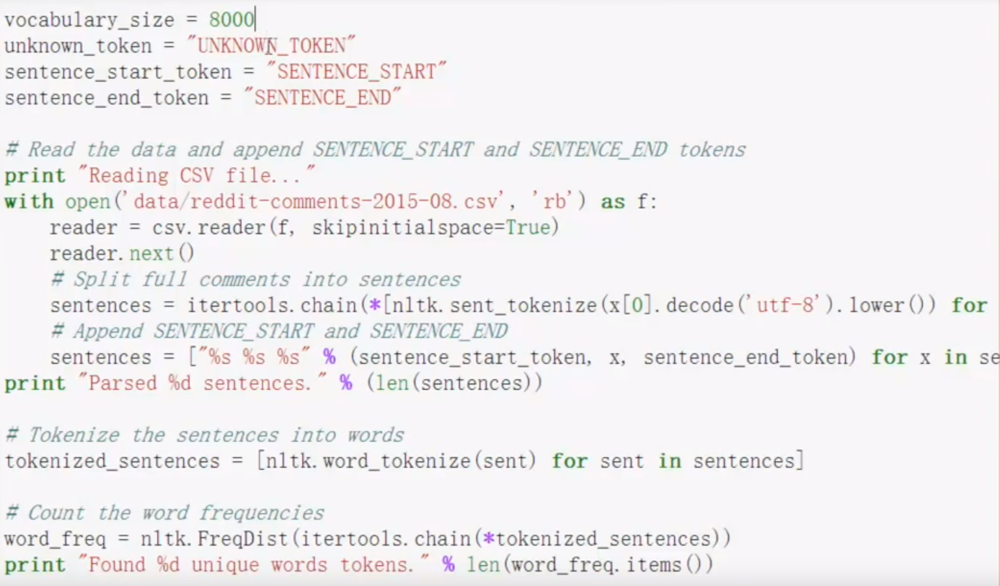 vocabulary_size = 8000
unknown_token = "UNKNOWN_TOKEN"
sentence_start_token = "SENTENCE_START"
sentence_end_token = "SENTENCE_END"
# Read the data and append SENTENCE_START and SENTENCE_END tokens
print "Reading CSV file..."
with open('data/reddit-comments-2015-08.csv', 'rb') as f:
    reader = csv.reader(f, skipinitialspace=True)
    reader.next()
    # Split full comments into sentences
    sentences = itertools.chain(*[nltk.sent_tokenize(x[0].decode('utf-8').lower()) for
    # Append SENTENCE_START and SENTENCE_END
    sentences = ["%s %s %s" % (sentence_start_token, x, sentence_end_token) for x in se
print "Parsed %d sentences." % (len(sentences))
# Tokenize the sentences into words
tokenized_sentences = [nltk.word_tokenize(sent) for sent in sentences]
# Count the word frequencies
word_freq = nltk.FreqDist(itertools.chain(*tokenized_sentences))
print "Found %d unique words tokens." % len(word_freq.items())